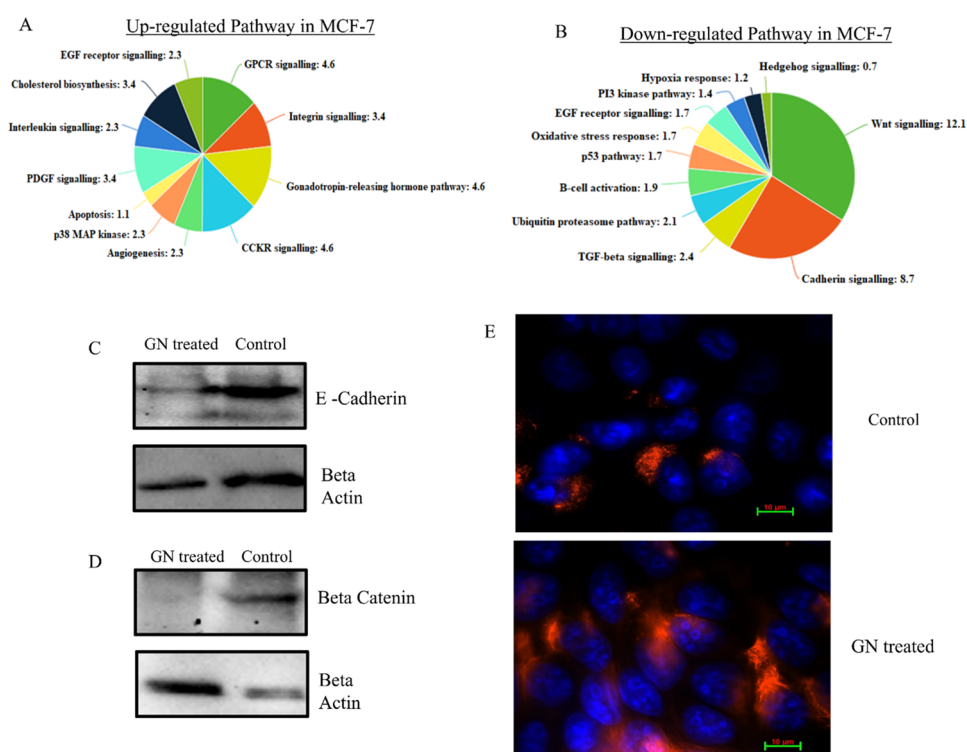 A
Up-regulated Pathway in MCF-7
EGF receptor signalling: 2.3
GPCR signalling: 4.6
Cholesterol biosynthesis: 3.4
Integrin signalling: 3.4
Interleukin signalling: 2.3
PDGF signalling: 3.4
Gonadotropin-releasing hormone pathway: 4.6
Apoptosis: 1.1
p38 MAP kinase: 2.3
Angiogenesis: 2.3
CCKR signalling: 4.6
B
Down-regulated Pathway in MCF-7
Hedgehog signalling: 0.7
Hypoxia response: 1.2
PI3 kinase pathway: 1.4
EGF receptor signalling: 1.7
Wnt signalling: 12.1
Oxidative stress response: 1.7
p53 pathway: 1.7
B-cell activation: 1.9
Ubiquitin proteasome pathway: 2.1
TGF-beta signalling: 2.4
Cadherin signalling: 8.7
C
GN treated Control
E -Cadherin
Beta
Actin
D
GN treated Control
Beta Catenin
Beta
Actin
E
Control
10 µm
GN treated
10 µm